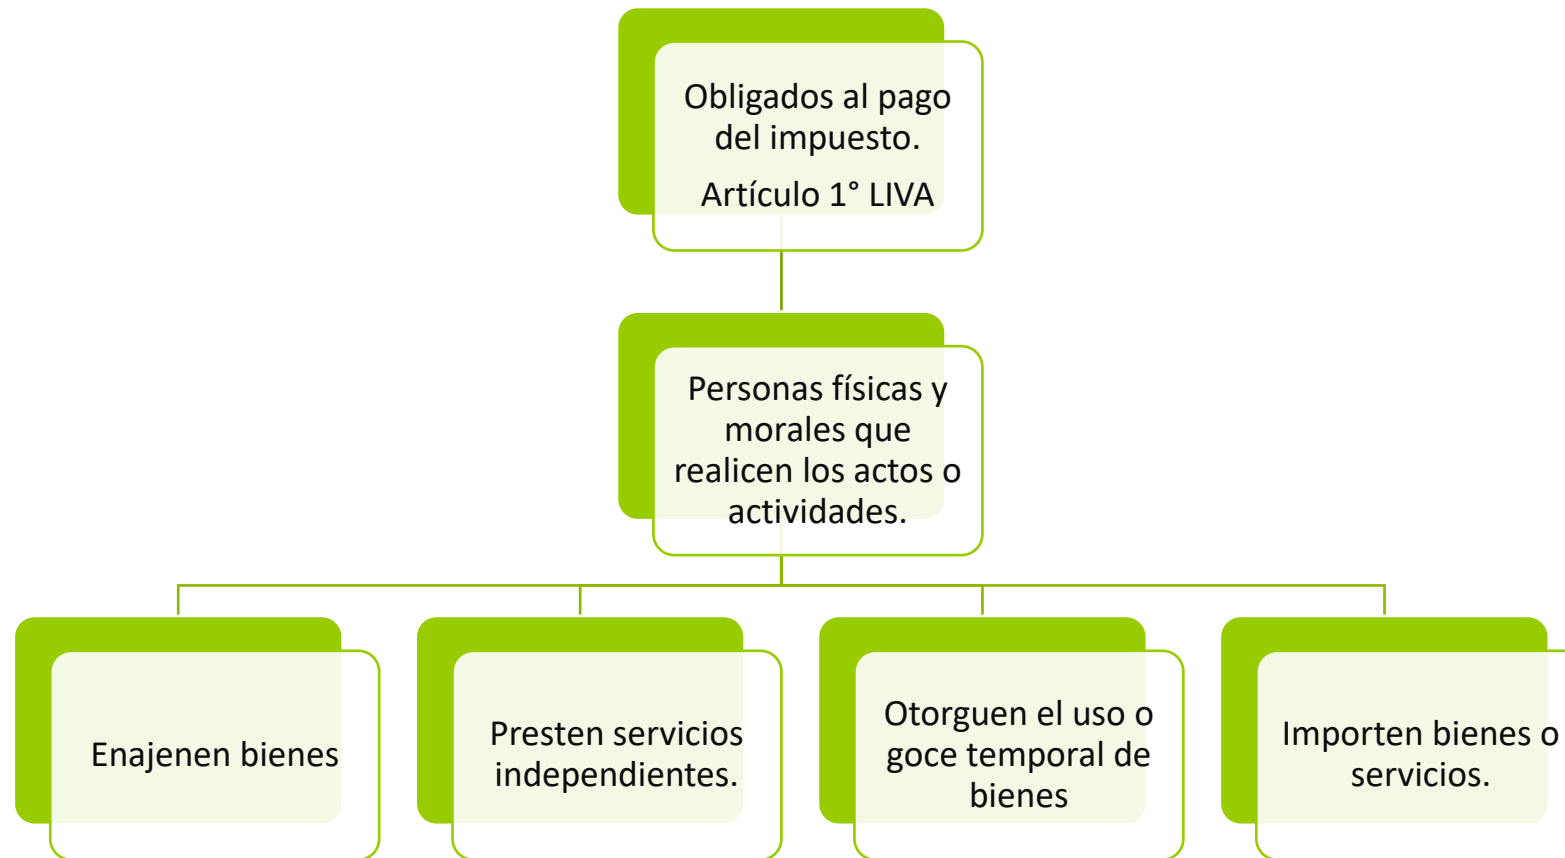 Obligados al pago
del impuesto.
Artículo 1° LIVA
Personas físicas y
morales que
realicen los actos o
actividades.
Enajenen bienes
Presten servicios
independientes.
Otorguen el uso o
goce temporal de
bienes
Importen bienes o
servicios.